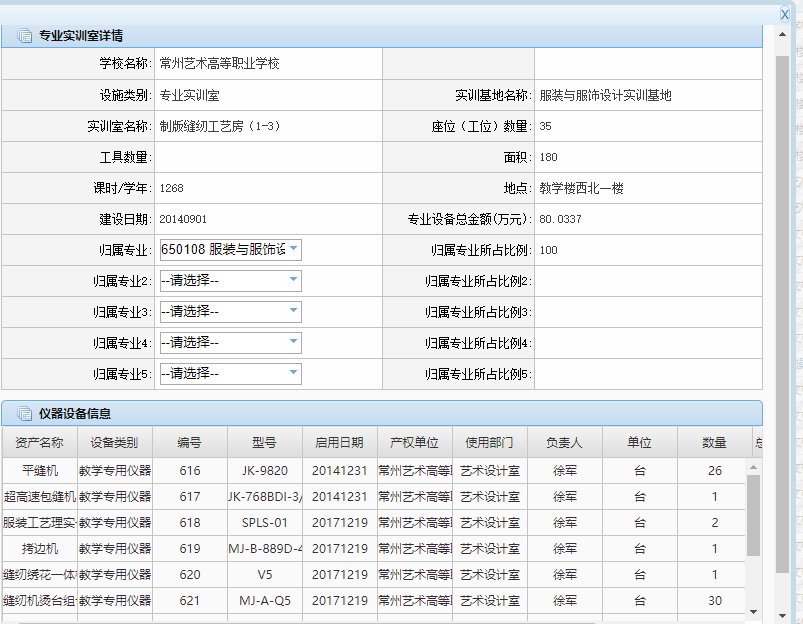 X
专业实训室详情
学校名称: 常州艺术高等职业学校
设施类别: 专业实训室 实训基地名称: 服装与服饰设计实训基地
实训室名称: 制版缝纫工艺房（1-3） 座位（工位）数量: 35
工具数量: 面积: 180
课时/学年: 1268 地点: 教学楼西北一楼
建设日期: 20140901 专业设备总金额(万元): 80.0337
归属专业: 650108 服装与服饰设 归属专业所占比例: 100
归属专业2: --请选择-- 归属专业所占比例2:
归属专业3: --请选择-- 归属专业所占比例3:
归属专业4: --请选择-- 归属专业所占比例4:
归属专业5: --请选择-- 归属专业所占比例5:
仪器设备信息
资产名称 设备类别 编号 型号 启用日期 产权单位 使用部门 负责人 单位 数量 总
平缝机 教学专用仪器 616 JK-9820 20141231 常州艺术高等 艺术设计室 徐军 台 26
超高速包缝机 教学专用仪器 617 JK-768BDI-3/ 20141231 常州艺术高等 艺术设计室 徐军 台 1
服装工艺理实 教学专用仪器 618 SPLS-01 20171219 常州艺术高等 艺术设计室 徐军 台 2
拷边机 教学专用仪器 619 MJ-B-889D-4 20171219 常州艺术高等 艺术设计室 徐军 台 1
缝纫绣花一体 教学专用仪器 620 V5 20171219 常州艺术高等 艺术设计室 徐军 台 1
缝纫机烫台组 教学专用仪器 621 MJ-A-Q5 20171219 常州艺术高等 艺术设计室 徐军 台 30